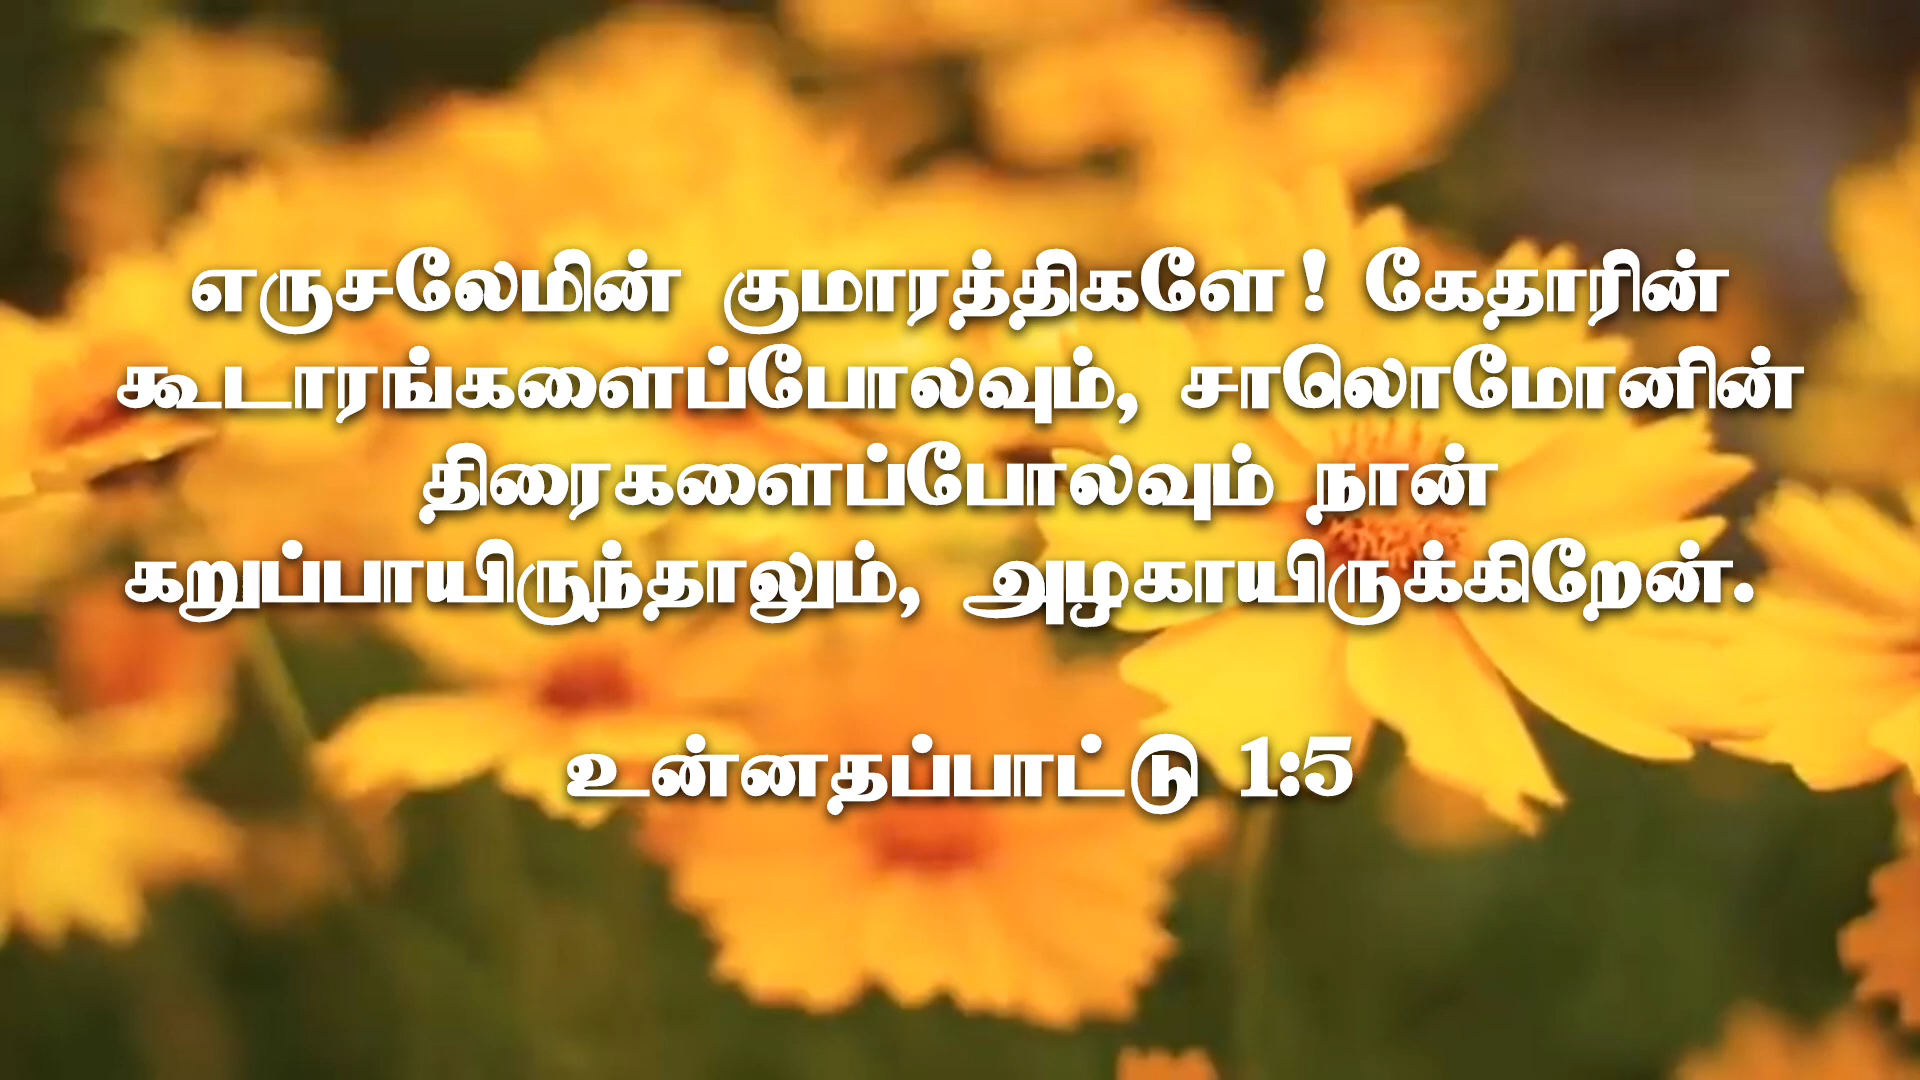 எருசலேமின் குமாரத்திகளே! கேதாரின்
கூடாரங்களைப்போலவும், சாலொமோனின்
திரைகளைப்போலவும் நான்
கறுப்பாயிருந்தாலும், அழகாயிருக்கிறேன்.
உன்னதப்பாட்டு 1:5